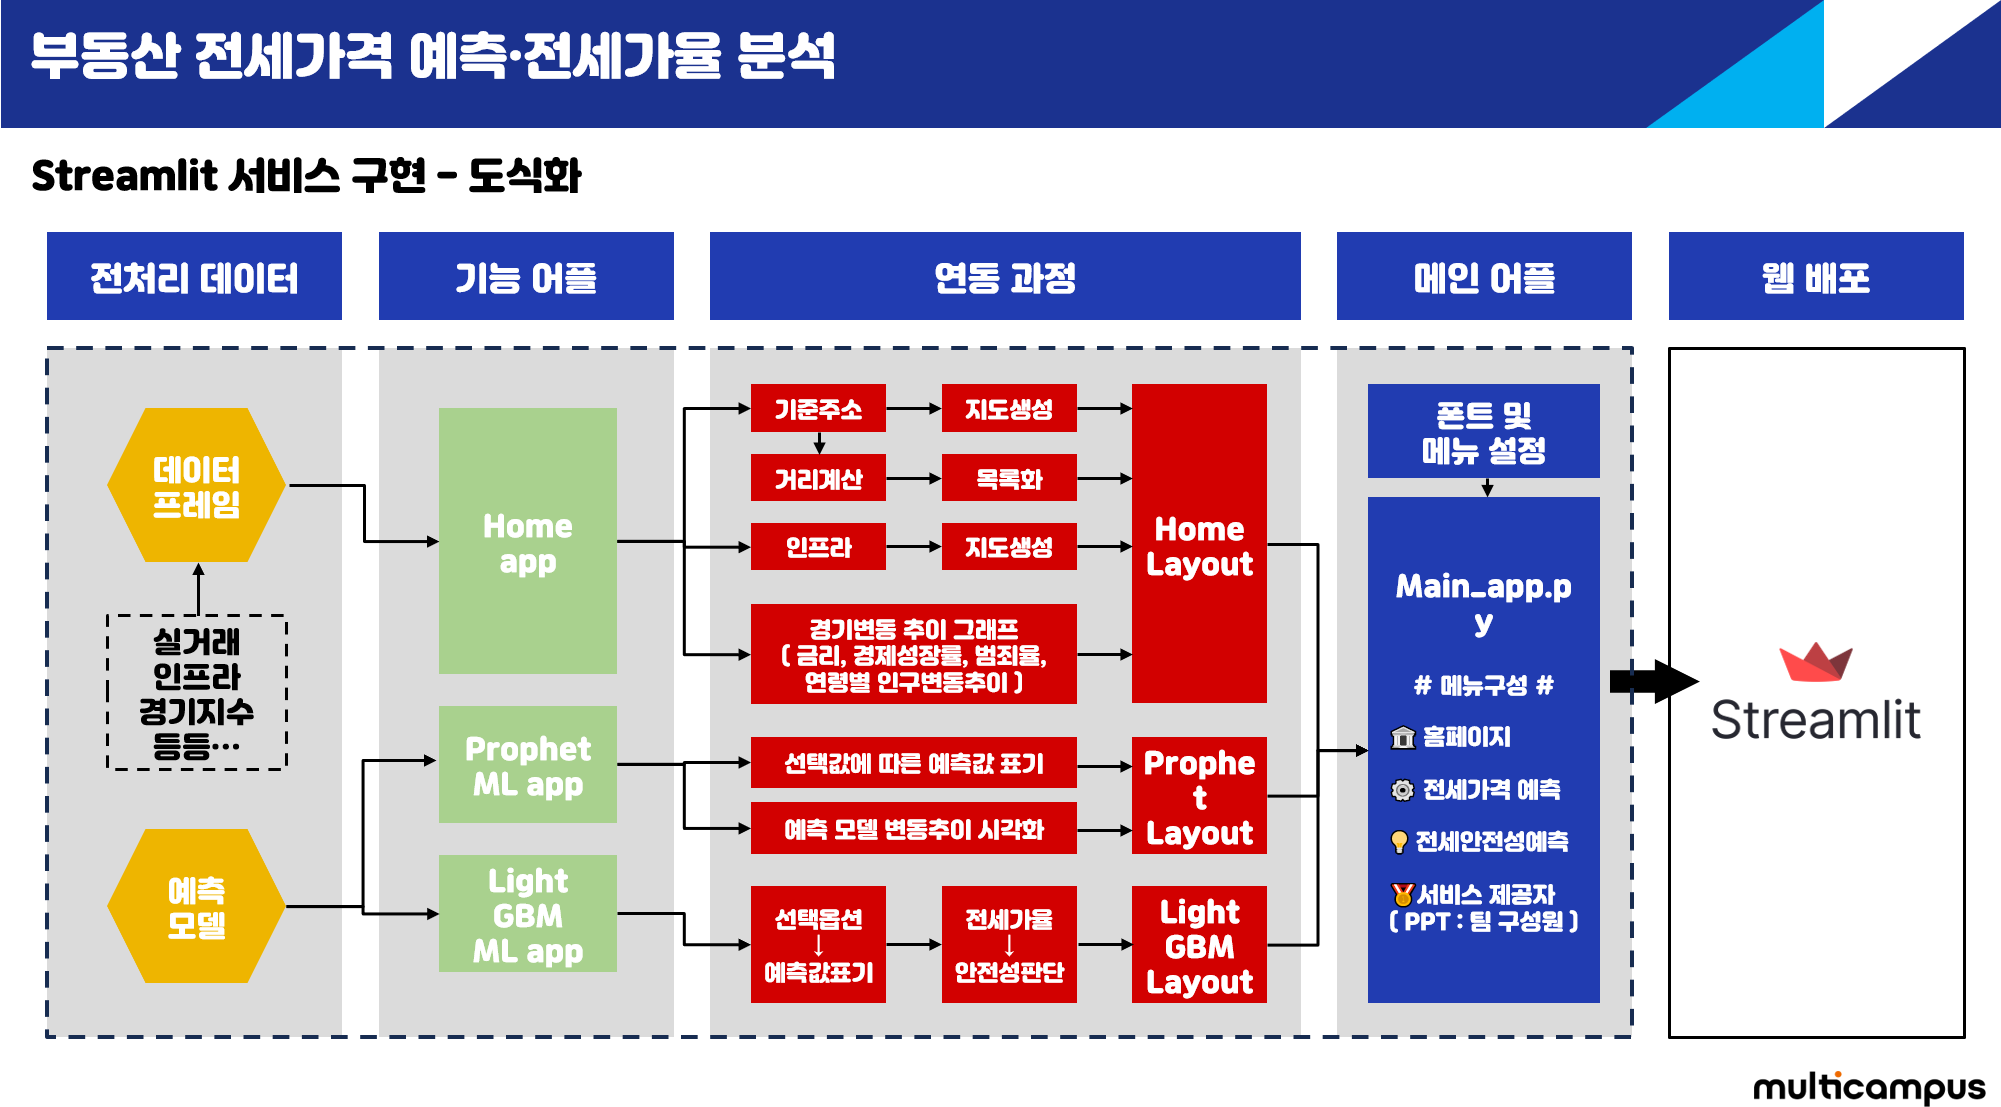 부동산 전세가격 예측·전세가율 분석
Streamlit 서비스 구현 - 도식화
전처리 데이터
기능 어플
연동 과정
메인 어플
웹 배포
데이터
프레임
실거래
인프라
경기지수
등등…
예측
모델
Home
app
Prophet
ML app
Light
GBM
ML app
기준주소
지도생성
거리계산
목록화
인프라
지도생성
경기변동 추이 그래프
( 금리, 경제성장률, 범죄율,
연령별 인구변동추이 )
Home
Layout
선택값에 따른 예측값 표기
예측 모델 변동추이 시각화
Prophe
t
Layout
선택옵션
↓
예측값표기
전세가율
↓
안전성판단
Light
GBM
Layout
폰트 및
메뉴 설정
Main_app.p
y
# 메뉴구성 #
🏛 홈페이지
⚙ 전세가격 예측
💡 전세안전성예측
🏅서비스 제공자
( PPT : 팀 구성원 )
Streamlit
multicampus